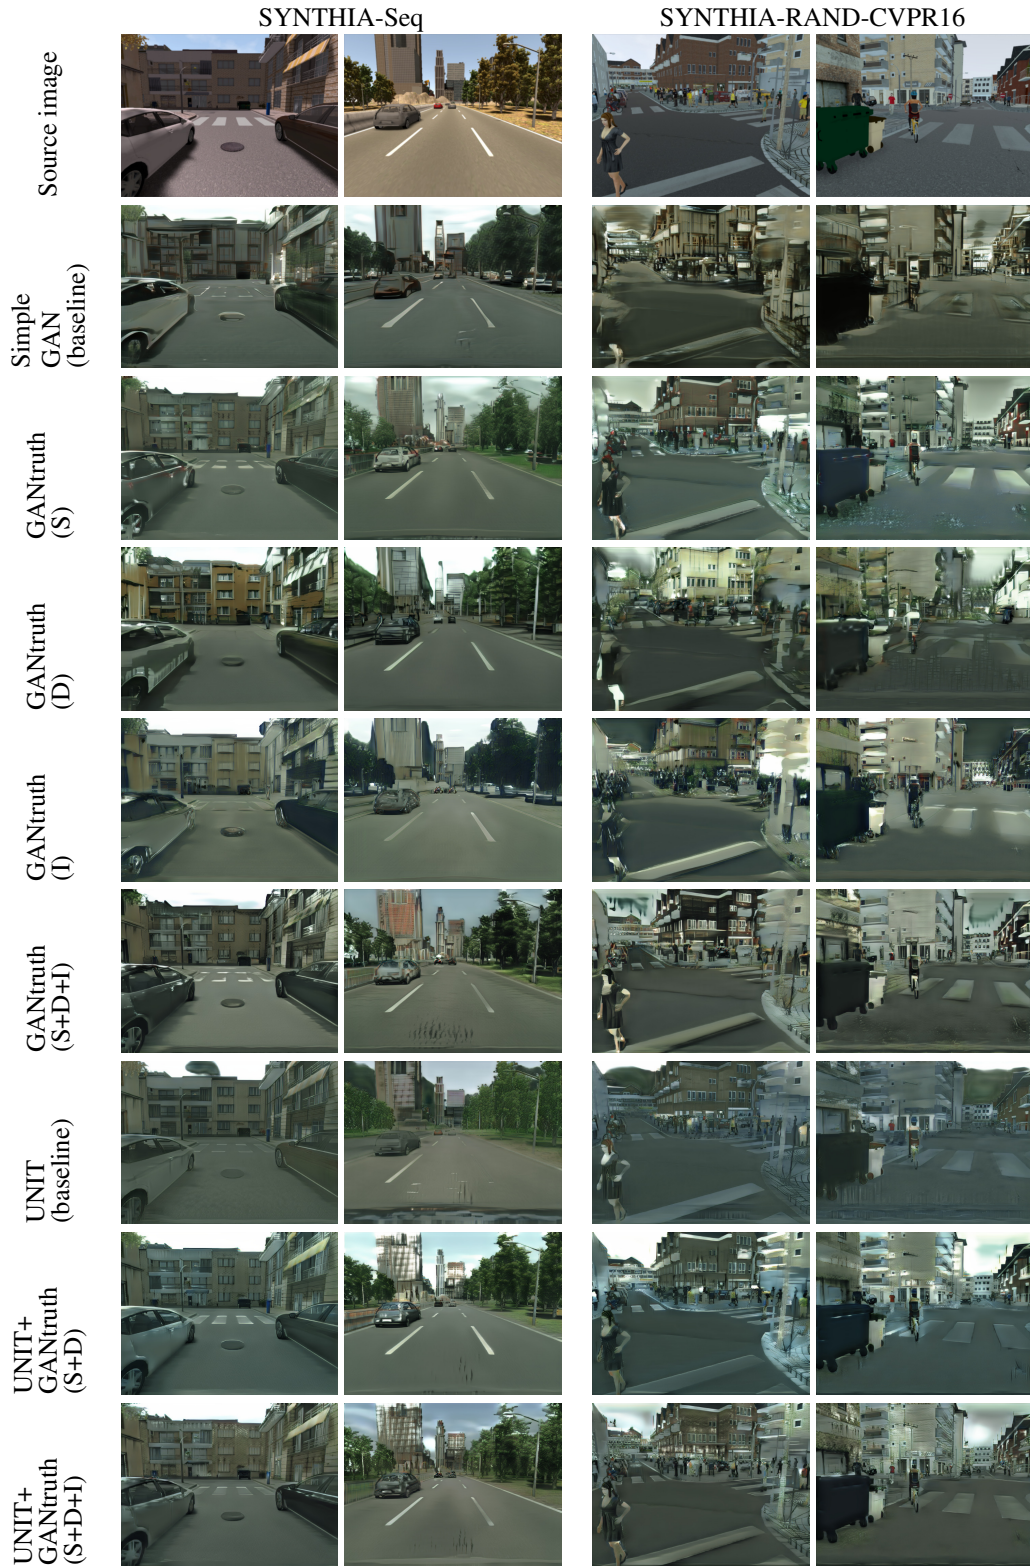 SYNTHIA-Seq
SYNTHIA-RAND-CVPR16
Source image
Simple
GAN
(baseline)
GANtruth
(S)
GANtruth
(D)
GANtruth
(I)
GANtruth
(S+D+I)
UNIT
(baseline)
UNIT+
GANtruth
(S+D)
UNIT+
GANtruth
(S+D+I)